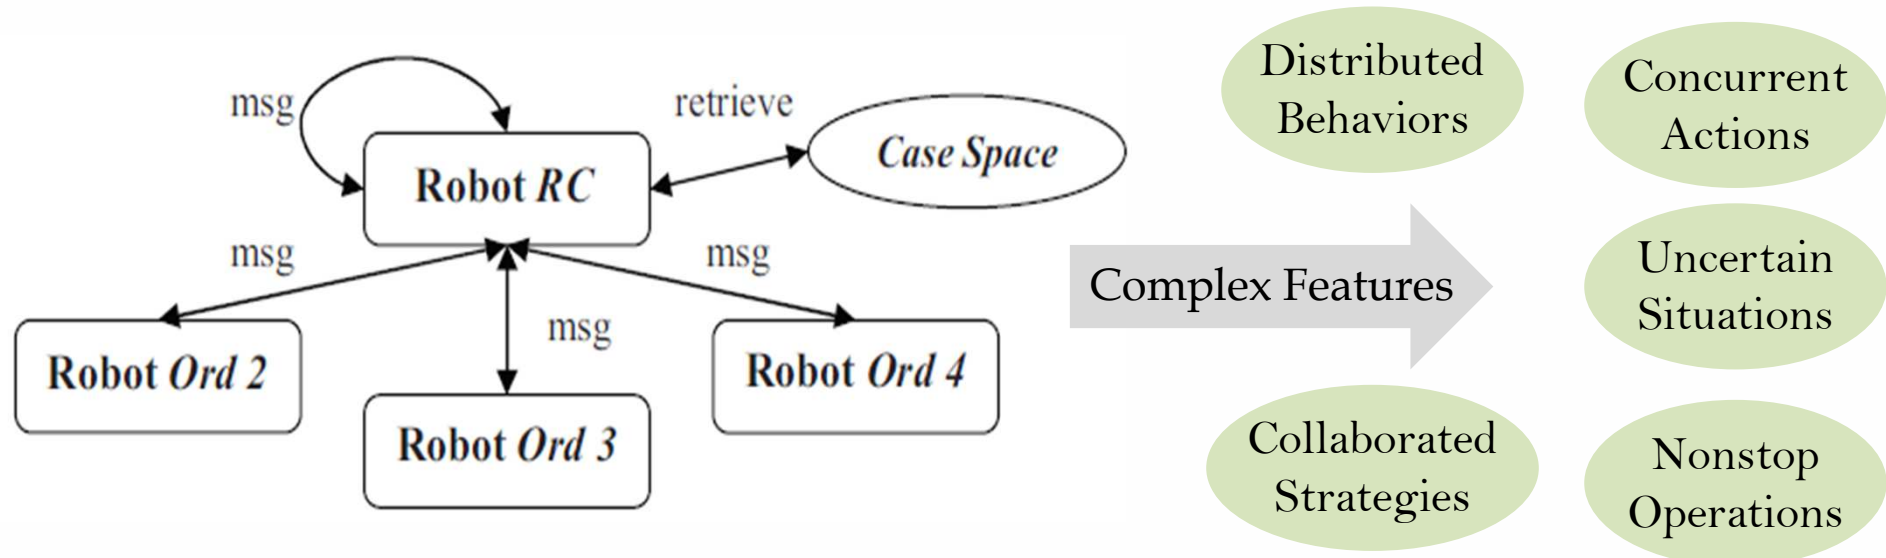 msg
retrieve
Robot RC
Case Space
msg
msg
msg
Robot Ord 2
Robot Ord 3
Robot Ord 4
Complex Features
Distributed
Behaviors
Concurrent
Actions
Uncertain
Situations
Collaborated
Strategies
Nonstop
Operations